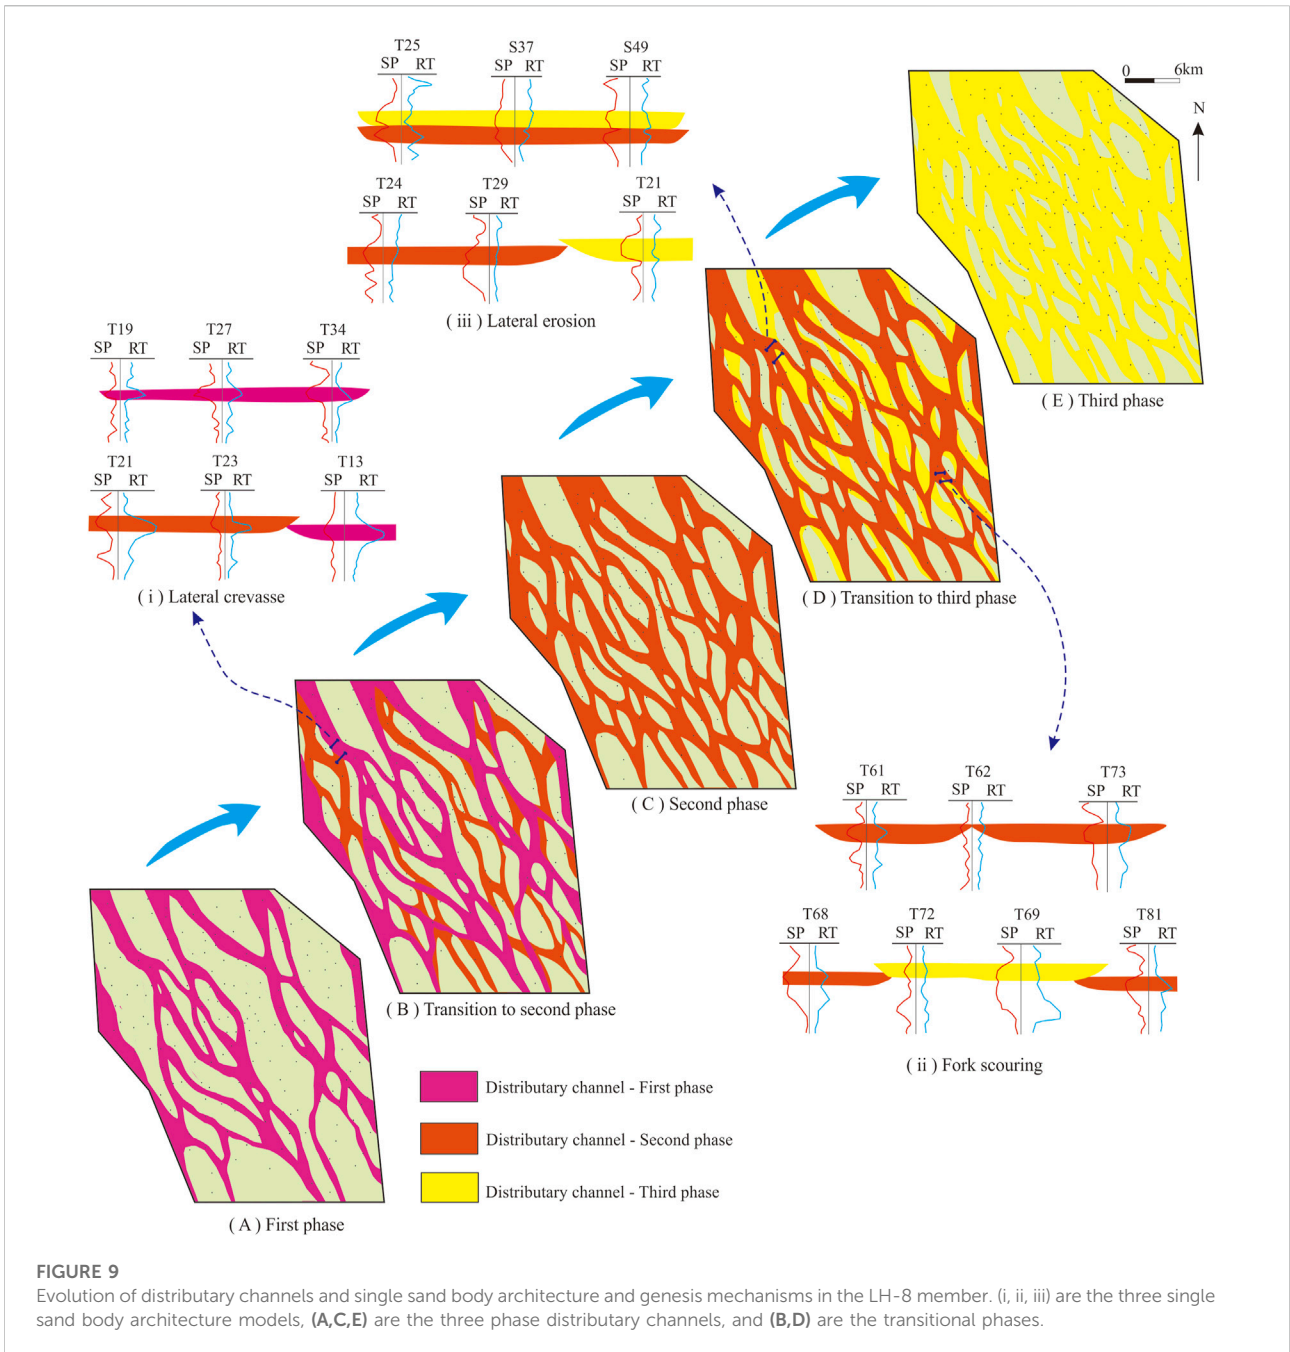 T25 S37 S49
SP RT SP RT SP RT
0 6km
N
T24 T29 T21
SP RT SP RT SP RT
( iii ) Lateral erosion
T19 T27 T34
SP RT SP RT SP RT
( E ) Third phase
T21 T23 T13
SP RT SP RT SP RT
( i ) Lateral crevasse
( D ) Transition to third phase
T61 T62 T73
SP RT SP RT SP RT
( C ) Second phase
T68 T72 T69 T81
SP RT SP RT SP RT SP RT
( B ) Transition to second phase
( ii ) Fork scouring
Distributary channel - First phase
Distributary channel - Second phase
Distributary channel - Third phase
( A ) First phase
FIGURE 9
Evolution of distributary channels and single sand body architecture and genesis mechanisms in the LH-8 member. (i, ii, iii) are the three single
sand body architecture models, (A,C,E) are the three phase distributary channels, and (B,D) are the transitional phases.